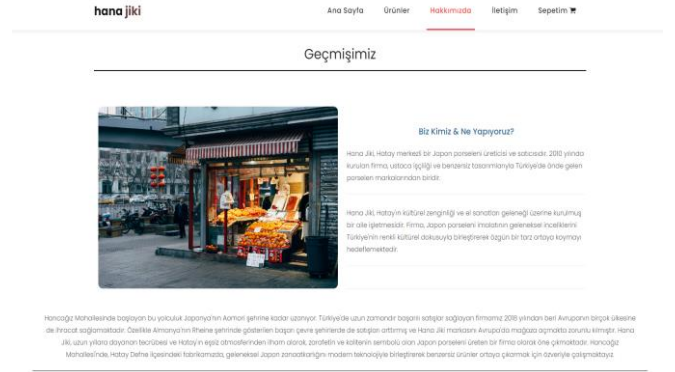 hana jiki
Ana Sayfa Ürünler Hakkımızda İletişim Sepetim
Geçmişimiz
Biz Kimiz & Ne Yapıyoruz?
Hana Jiki, Hatay merkezli bir Japon porseleni üreticisi ve satıcısıdır. 2010 yılında
kurulan firma, ustaca işçiliği ve benzersiz tasarımlarıyla Türkiye'de önde gelen
porselen markalarından biridir.
Hana Jiki, Hatay'ın kültürel zenginliği ve el sanatları geleneği üzerine kurulmuş
bir aile işletmesidir. Firma, Japon porseleni imalatının geleneksel inceliklerini
Türkiye'nin renkli kültürel dokusuyla birleştirerek özgün bir tarz ortaya koymayı
hedeflemektedir.
Hancağız Mahallesinde başlayan bu yolculuk Japonya'nın Aomori şehrine kadar uzanıyor. Türkiye'de uzun zamandır başarılı satışlar sağlayan firmamız 2018 yılından beri Avrupanın birçok ülkesine
de ihracat sağlamaktadır. Özellikle Almanya'nın Rheine şehrinde gösterilen başarı çevre şehirlerde de satışları arttırmış ve Hana Jiki markasını Avrupa'da mağaza açmakta zorunlu kılmıştır. Hana
Jiki, uzun yıllara dayanan tecrübesi ve Hatay'ın eşsiz atmosferinden ilham alarak, zarafetin ve kalitenin sembolü olan Japon porselenini üreten bir firma olarak öne çıkmaktadır. Hancağız
Mahallesi'nde, Hatay Defne ilçesindeki fabrikamızda, geleneksel Japon zanaatkarlığını modern teknolojiyle birleştirerek benzersiz ürünler ortaya çıkarmak için özveriyle çalışmaktayız.